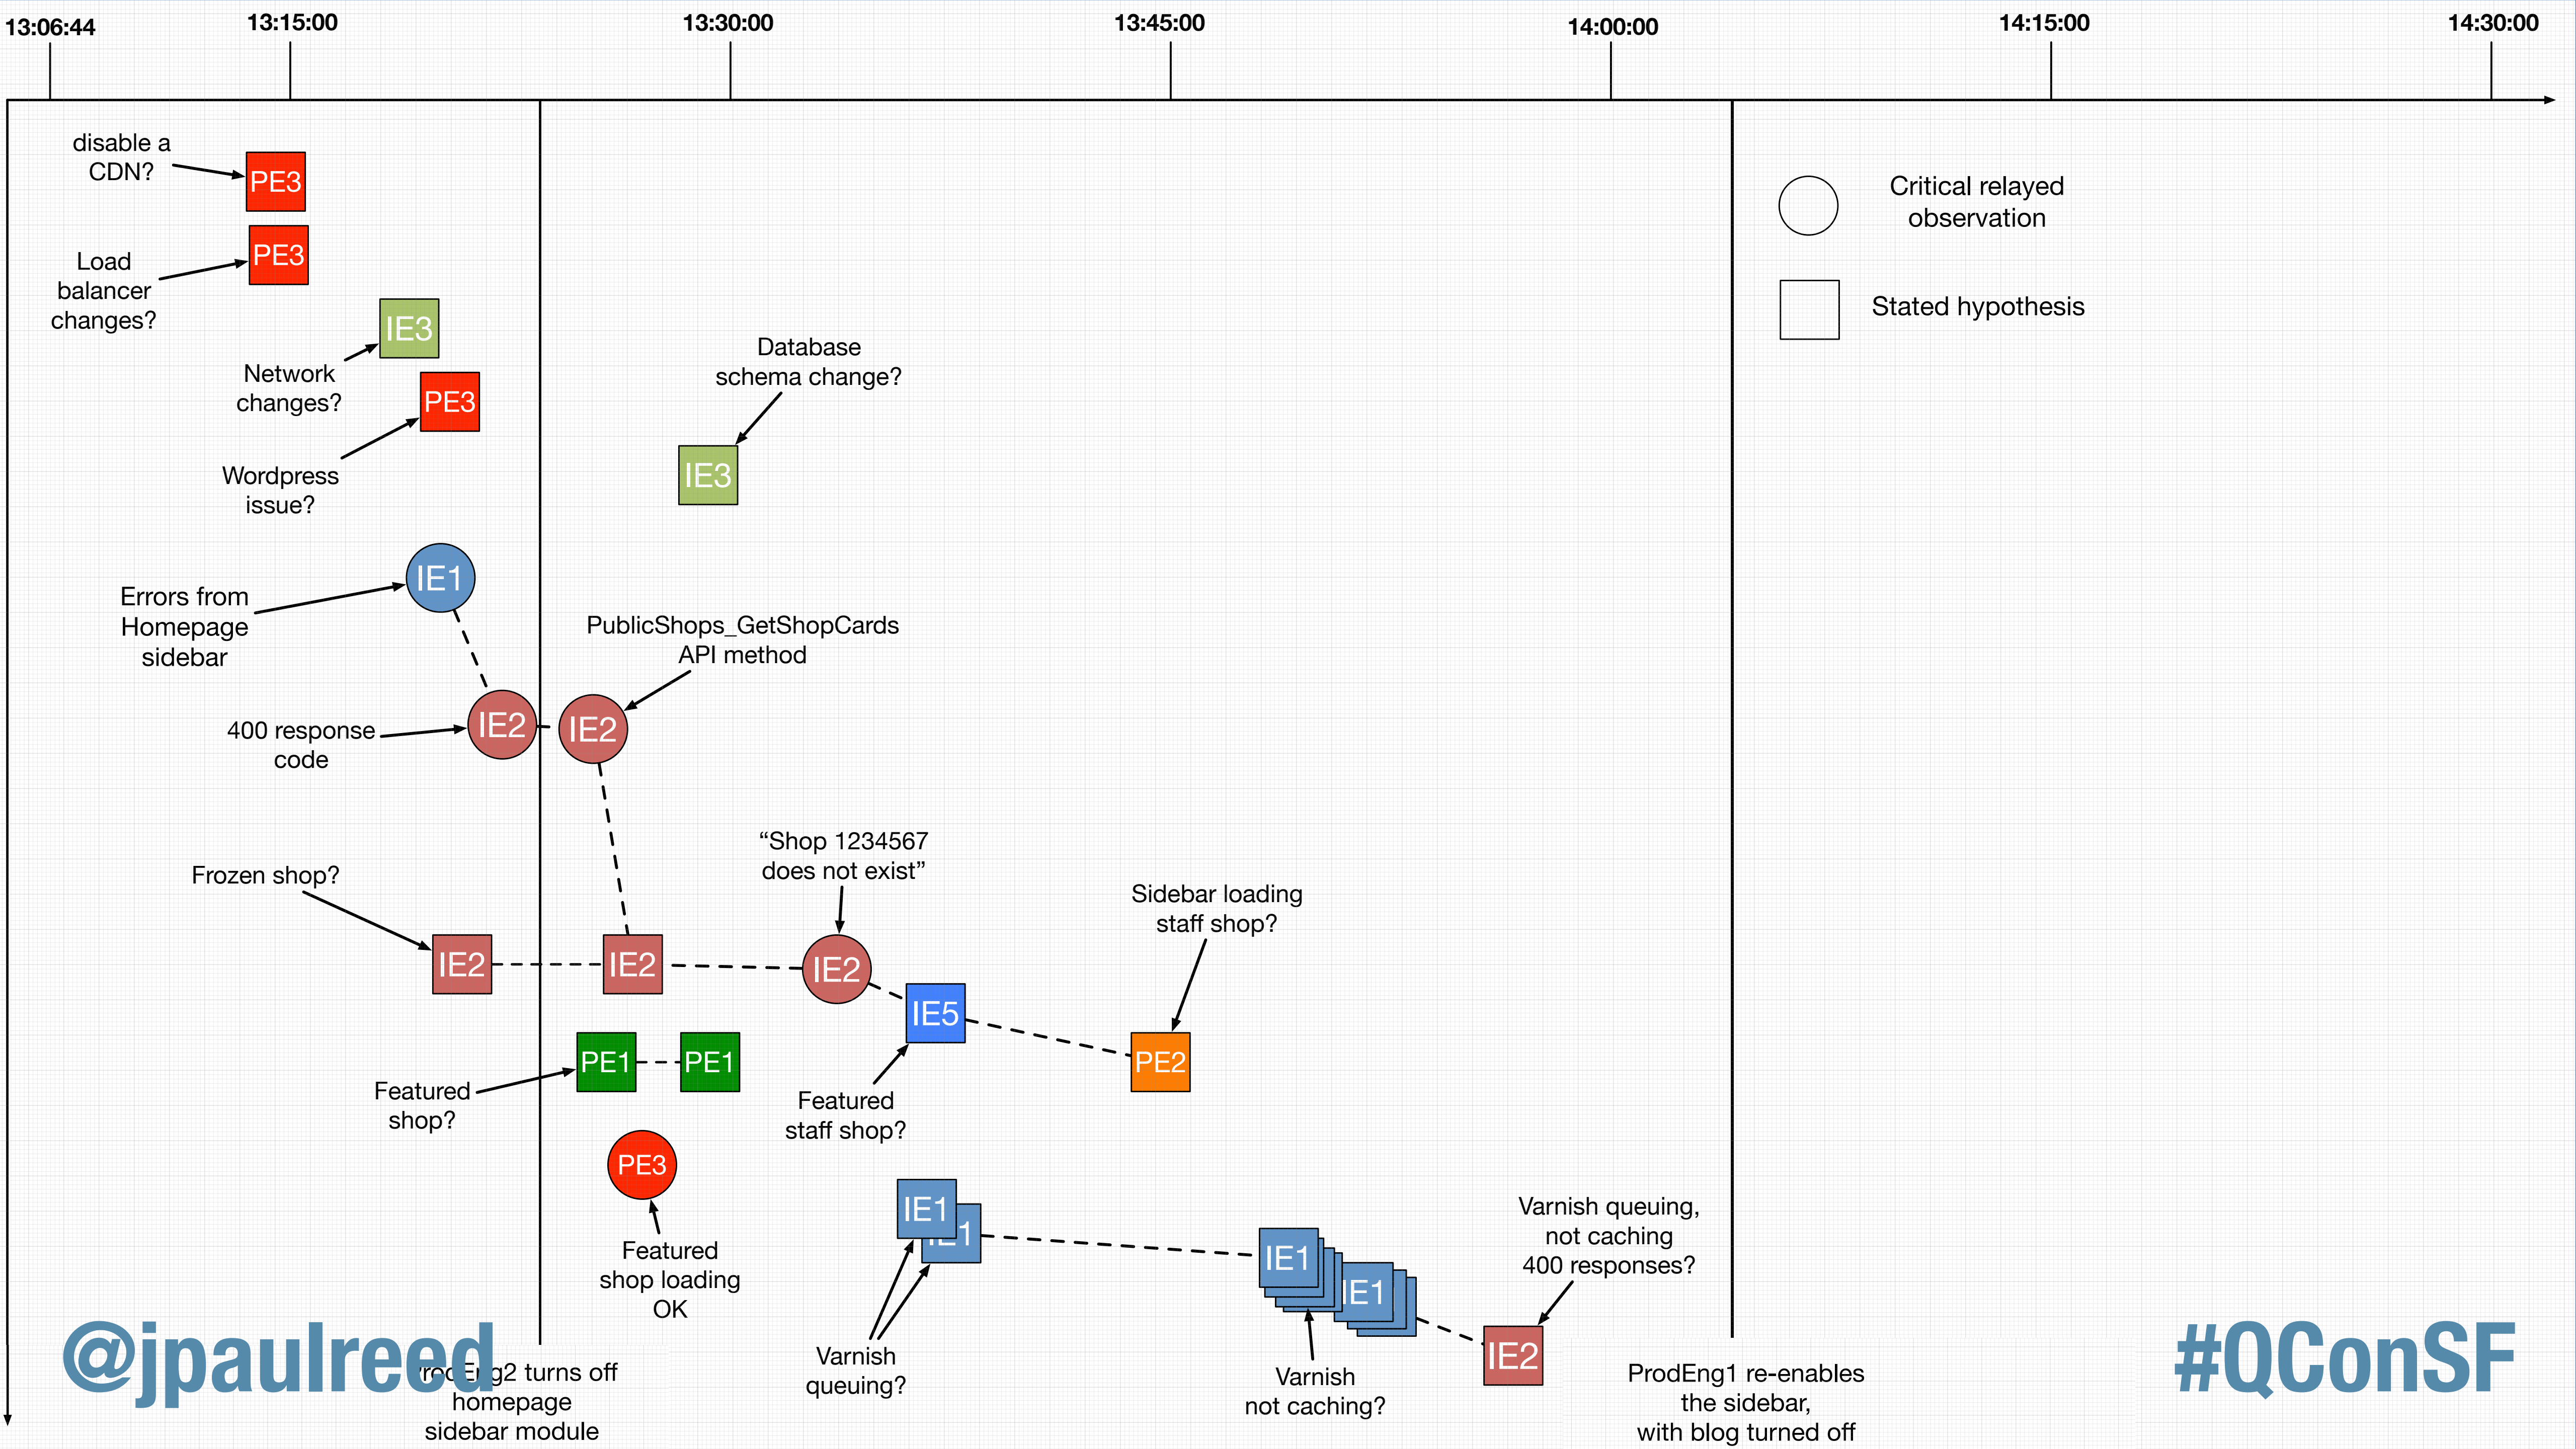 13:06:44
13:15:00
13:30:00
13:45:00
14:00:00
14:15:00
14:30:00
disable a
CDN?
PE3
Load
balancer
changes?
PE3
IE3
Network
changes?
PE3
Wordpress
issue?
Database
schema change?
IE3
Critical relayed
observation
Stated hypothesis
Errors from
Homepage
sidebar
IE1
PublicShops_GetShopCards
API method
400 response
code
IE2
IE2
Frozen shop?
IE2
IE2
“Shop 1234567
does not exist”
IE2
Sidebar loading
staff shop?
IE5
PE2
Featured
shop?
PE1
PE1
Featured
staff shop?
PE3
Featured
shop loading
OK
IE1
Varnish
queuing?
IE1
IE1
Varnish
not caching?
Varnish queuing,
not caching
400 responses?
IE2
@jpaulreed
turns off
homepage
sidebar module
ProdEng1 re-enables
the sidebar,
with blog turned off
#QConSF